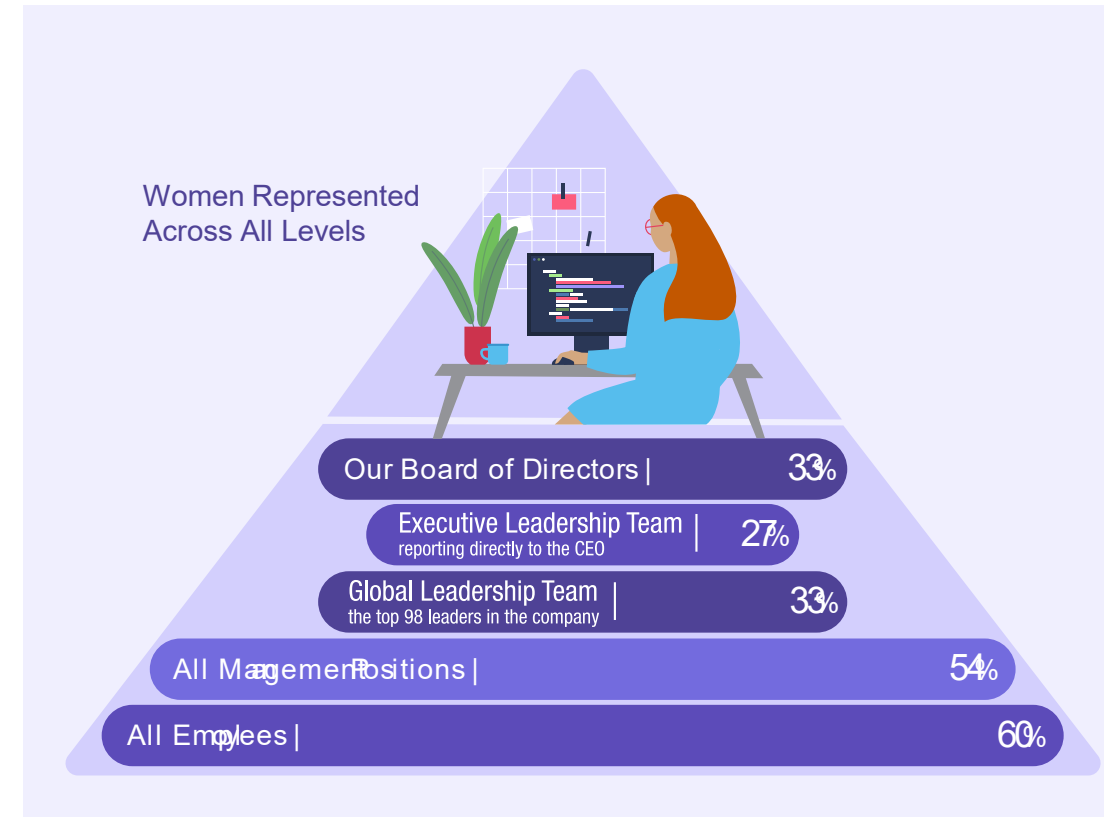 Women Represented
Across All Levels
Our Board of Directors | 33%
Executive Leadership Team | 27%
reporting directly to the CEO
Global Leadership Team | 33%
the top 98 leaders in the company
All Management Positions | 54%
All Employees | 60%